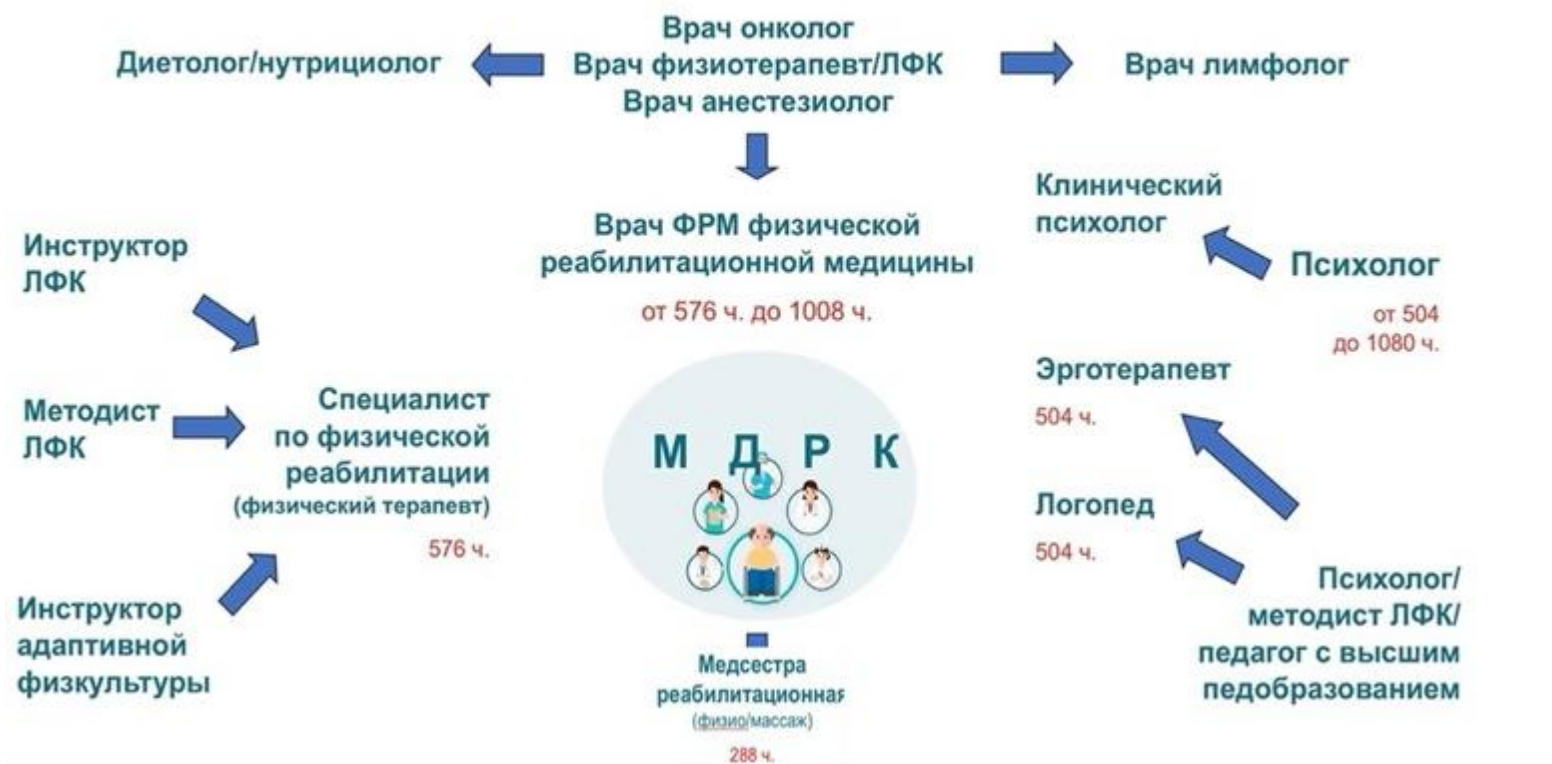 Врач онколог
Диетолог/нутрициолог
Врач физиотерапевт/ЛФК
Врач лимфолог
Врач анестезиолог
Клинический
психолог
Врач ФРМ физической
реабилитационной медицины
от 576 ч. до 1008 ч.
Инструктор
ЛФК
Психолог
от 504
до 1080 ч.
Эрготерапевт
504 ч.
Методист
ЛФК
Специалист
по физической
реабилитации
(физический терапевт)
576 ч.
М Д Р К
Логопед
504 ч.
Инструктор
адаптивной
физкультуры
Психолог/
методист ЛФК/
педагог с высшим
педобразованием
Медсестра
реабилитационная
(физио/массаж)
288 ч.